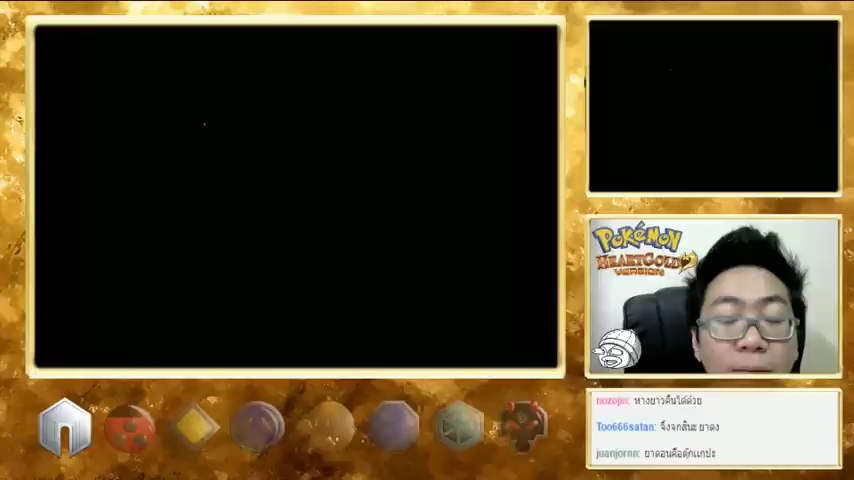 POKéMON
HEARTGOLD
VERSION
nozojin: หางยาวคืนได้ด้วย
Too666satan: จิ้งจกสินะ ยาดง
juanjornn: ยาดอนคือตุ๊กแกปะ